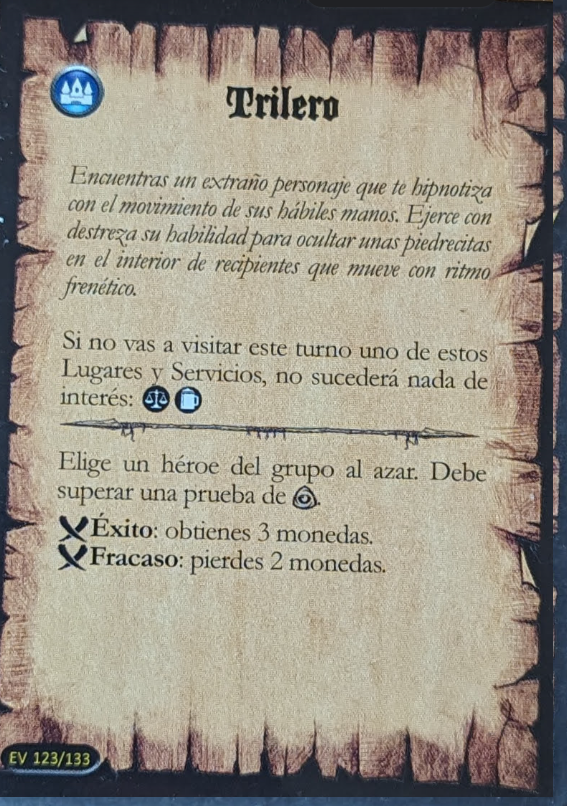 Trilero
Encuentras un extraño personaje que te hipnotiza
con el movimiento de sus hábiles manos. Ejerce con
destreza su habilidad para ocultar unas piedrecitas
en el interior de recipientes que mueve con ritmo
frenético.
Si no vas a visitar este turno uno de estos
Lugares y Servicios, no sucederá nada de
interés:
Elige un héroe del grupo al azar. Debe
superar una prueba de .
Éxito: obtienes 3 monedas.
Fracaso: pierdes 2 monedas.
EV 123/133